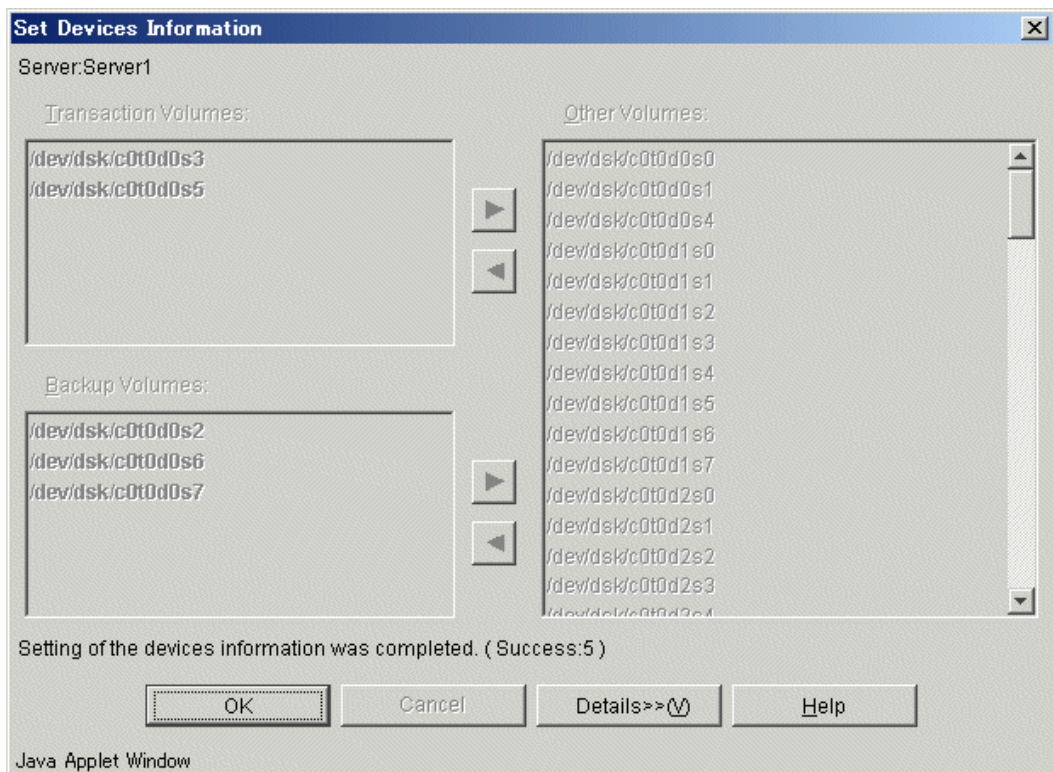 Set Devices Information
Server:Server1
Transaction Volumes:
/dev/dsk/c0t0d0s3
/dev/dsk/c0t0d0s5
Other Volumes:
/dev/dsk/c0t0d0s0
/dev/dsk/c0t0d0s1
/dev/dsk/c0t0d0s4
/dev/dsk/c0t0d1s0
/dev/dsk/c0t0d1s1
/dev/dsk/c0t0d1s2
/dev/dsk/c0t0d1s3
/dev/dsk/c0t0d1s4
/dev/dsk/c0t0d1s5
/dev/dsk/c0t0d1s6
/dev/dsk/c0t0d1s7
/dev/dsk/c0t0d2s0
/dev/dsk/c0t0d2s1
/dev/dsk/c0t0d2s2
/dev/dsk/c0t0d2s3
/dev/dsk/c0t0d2s4
Backup Volumes:
/dev/dsk/c0t0d0s2
/dev/dsk/c0t0d0s6
/dev/dsk/c0t0d0s7
Setting of the devices information was completed. ( Success:5 )
OK
Cancel
Details>>(V)
Help
Java Applet Window